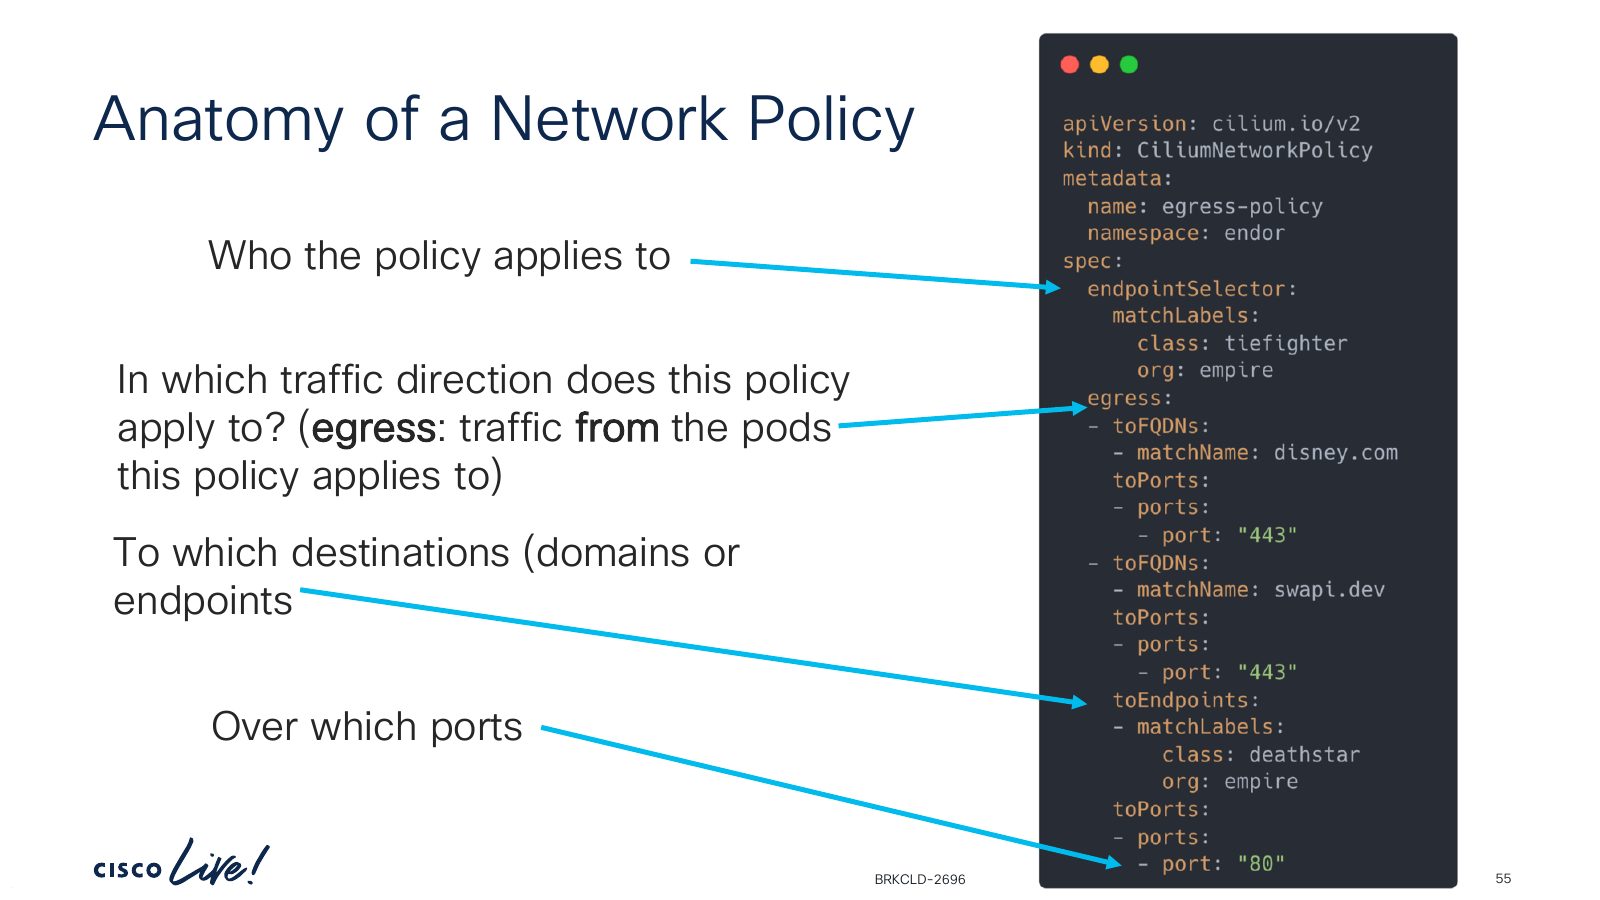 Anatomy of a Network Policy
Who the policy applies to
In which traffic direction does this policy
apply to? (egress: traffic from the pods
this policy applies to)
To which destinations (domains or
endpoints
Over which ports
apiVersion: cilium.io/v2
kind: CiliumNetworkPolicy
metadata:
  name: egress-policy
  namespace: endor
spec:
  endpointSelector:
    matchLabels:
      class: tiefighter
      org: empire
  egress:
  - toFQDNs:
    - matchName: disney.com
    toPorts:
    - ports:
      - port: "443"
  - toFQDNs:
    - matchName: swapi.dev
    toPorts:
    - ports:
      - port: "443"
    toEndpoints:
    - matchLabels:
        class: deathstar
        org: empire
    toPorts:
    - ports:
      - port: "80"
CISCO Live!
BRKCLD-2696
55